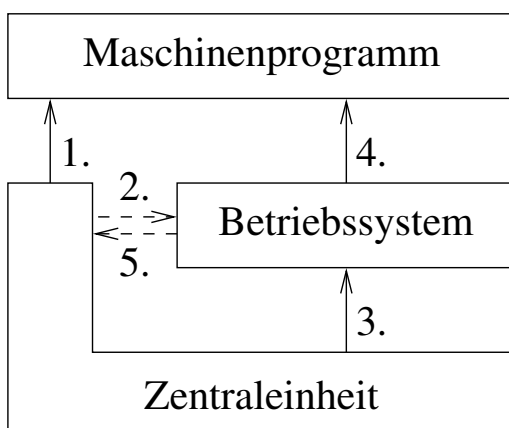 Maschinenprogramm
1.
4.
2.
Betriebssystem
5.
3.
Zentraleinheit